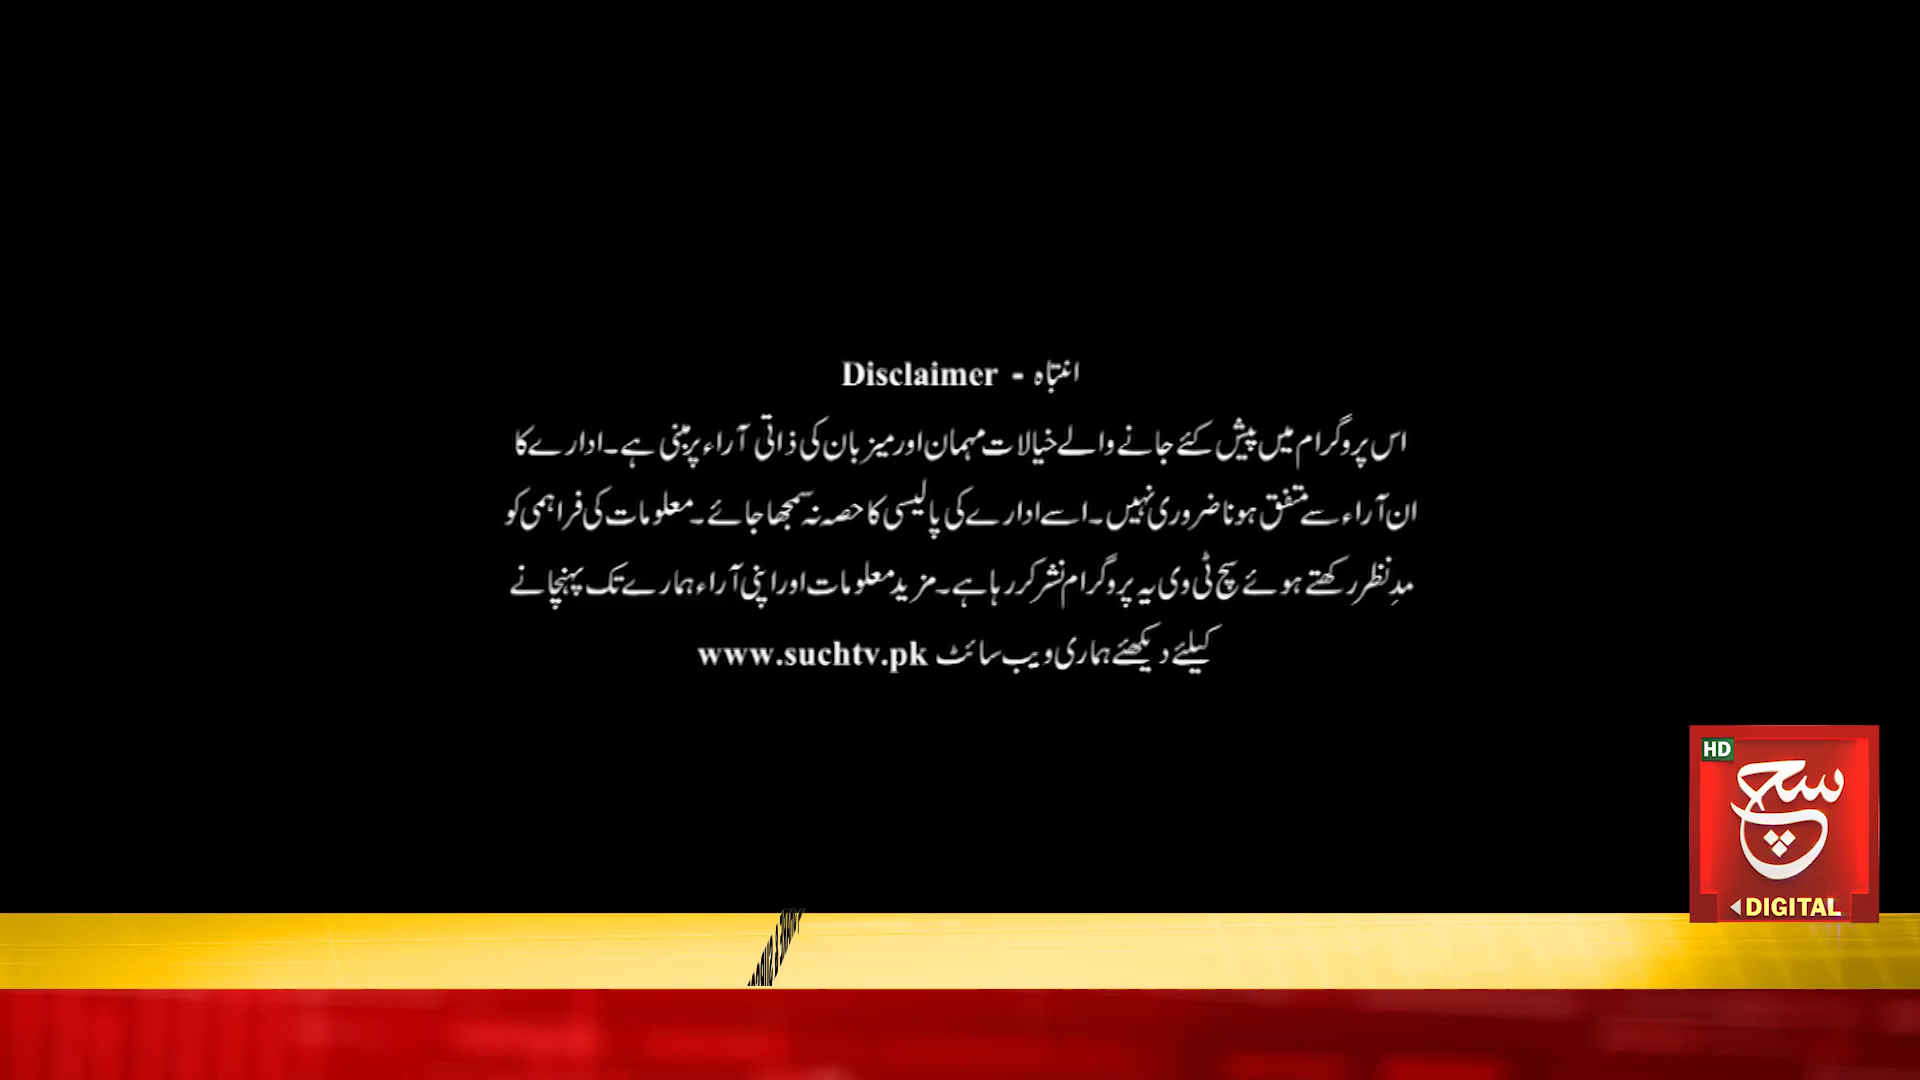 انتباہ - Disclaimer
اس پروگرام میں پیش کئے جانے والے خیالات مہمان اور میزبان کی ذاتی آراء پر مبنی ہے۔ ادارے کا
ان آراء سے متفق ہونا ضروری نہیں۔ اسے ادارے کی پالیسی کا حصہ نہ سمجھا جائے۔ معلومات کی فراہمی کو
مدِنظر رکھتے ہوئے سچ ٹی وی یہ پروگرام نشر کر رہا ہے۔ مزید معلومات اور اپنی آراء ہمارے تک پہنچانے
کیلئے دیکھئے ہماری ویب سائٹ www.suchtv.pk
HD
سچ
DIGITAL